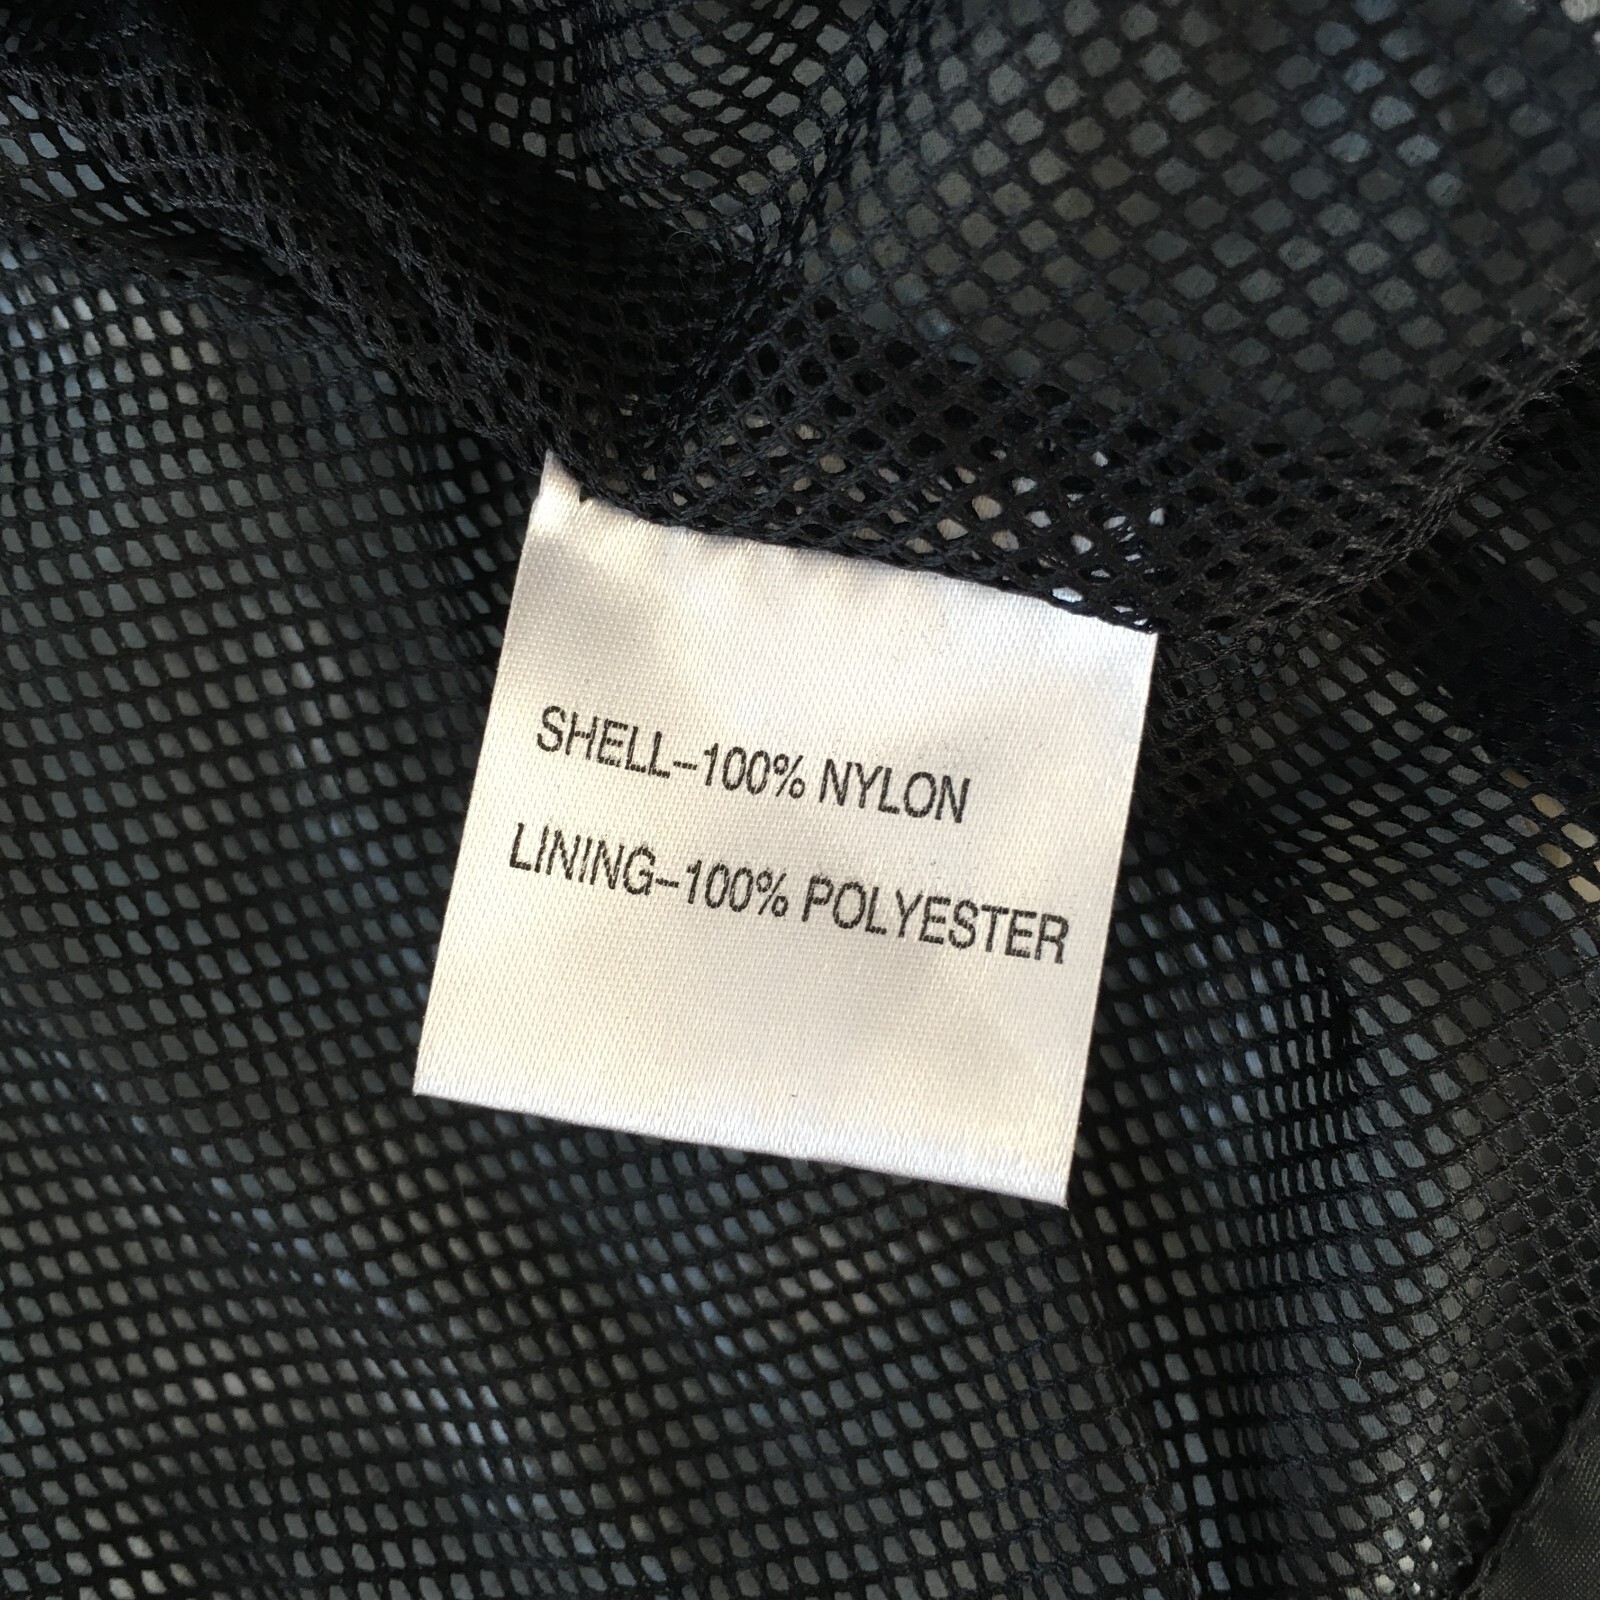 SHELL–100% NYLON
LINING–100% POLYESTER